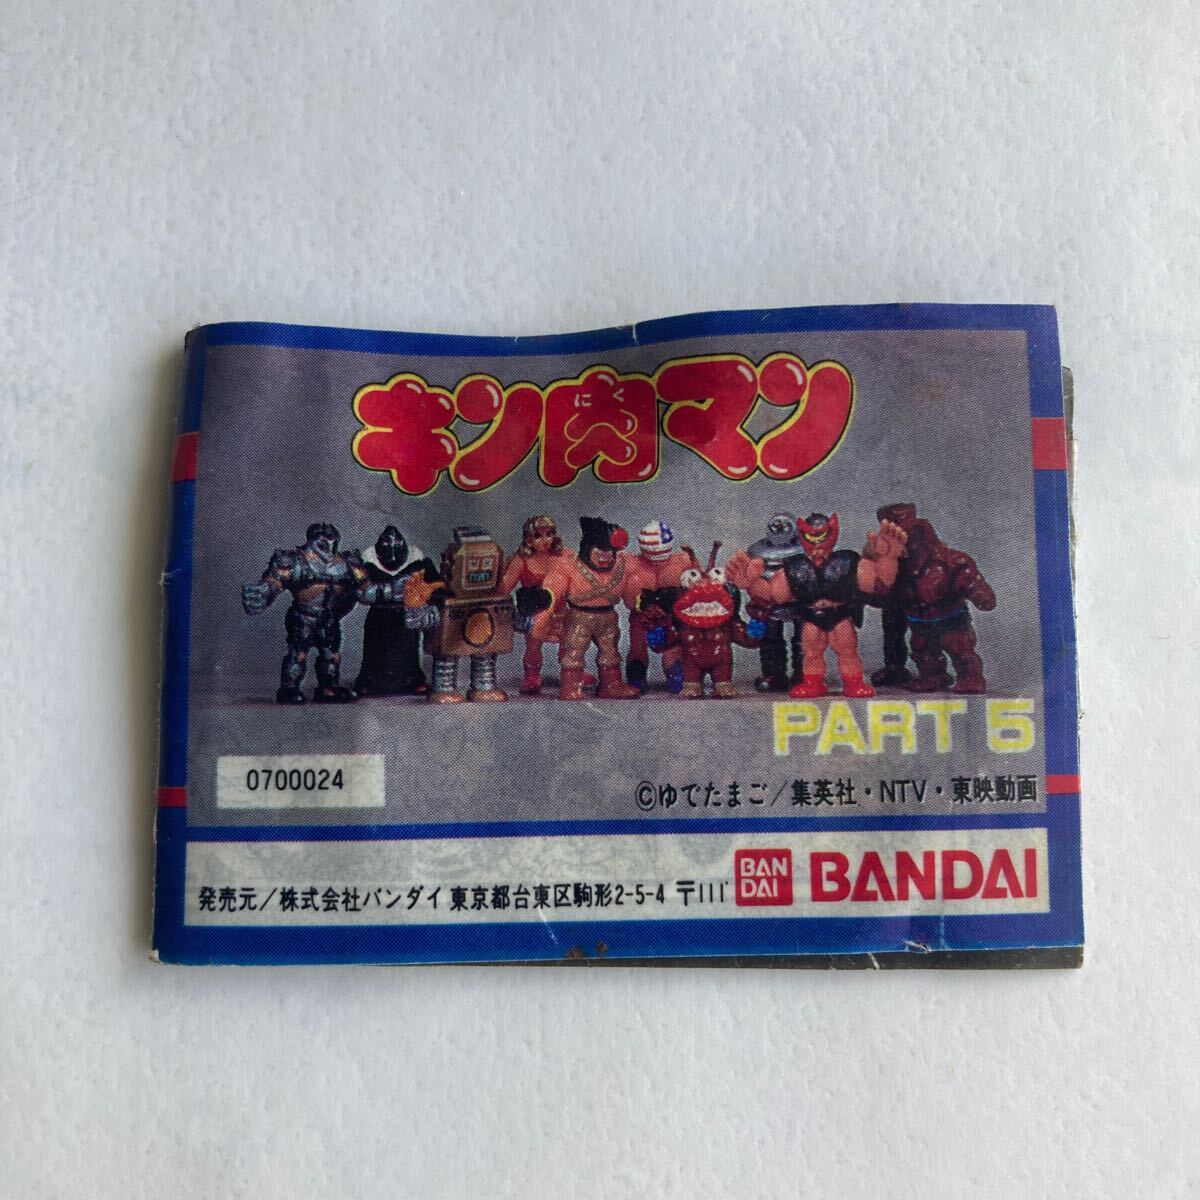 キン肉マン
にく
PART 5
0700024
©ゆでたまご/集英社・NTV・東映動画
発売元/株式会社バンダイ 東京都台東区駒形2-5-4 〒111
BAN
DAI
BANDAI